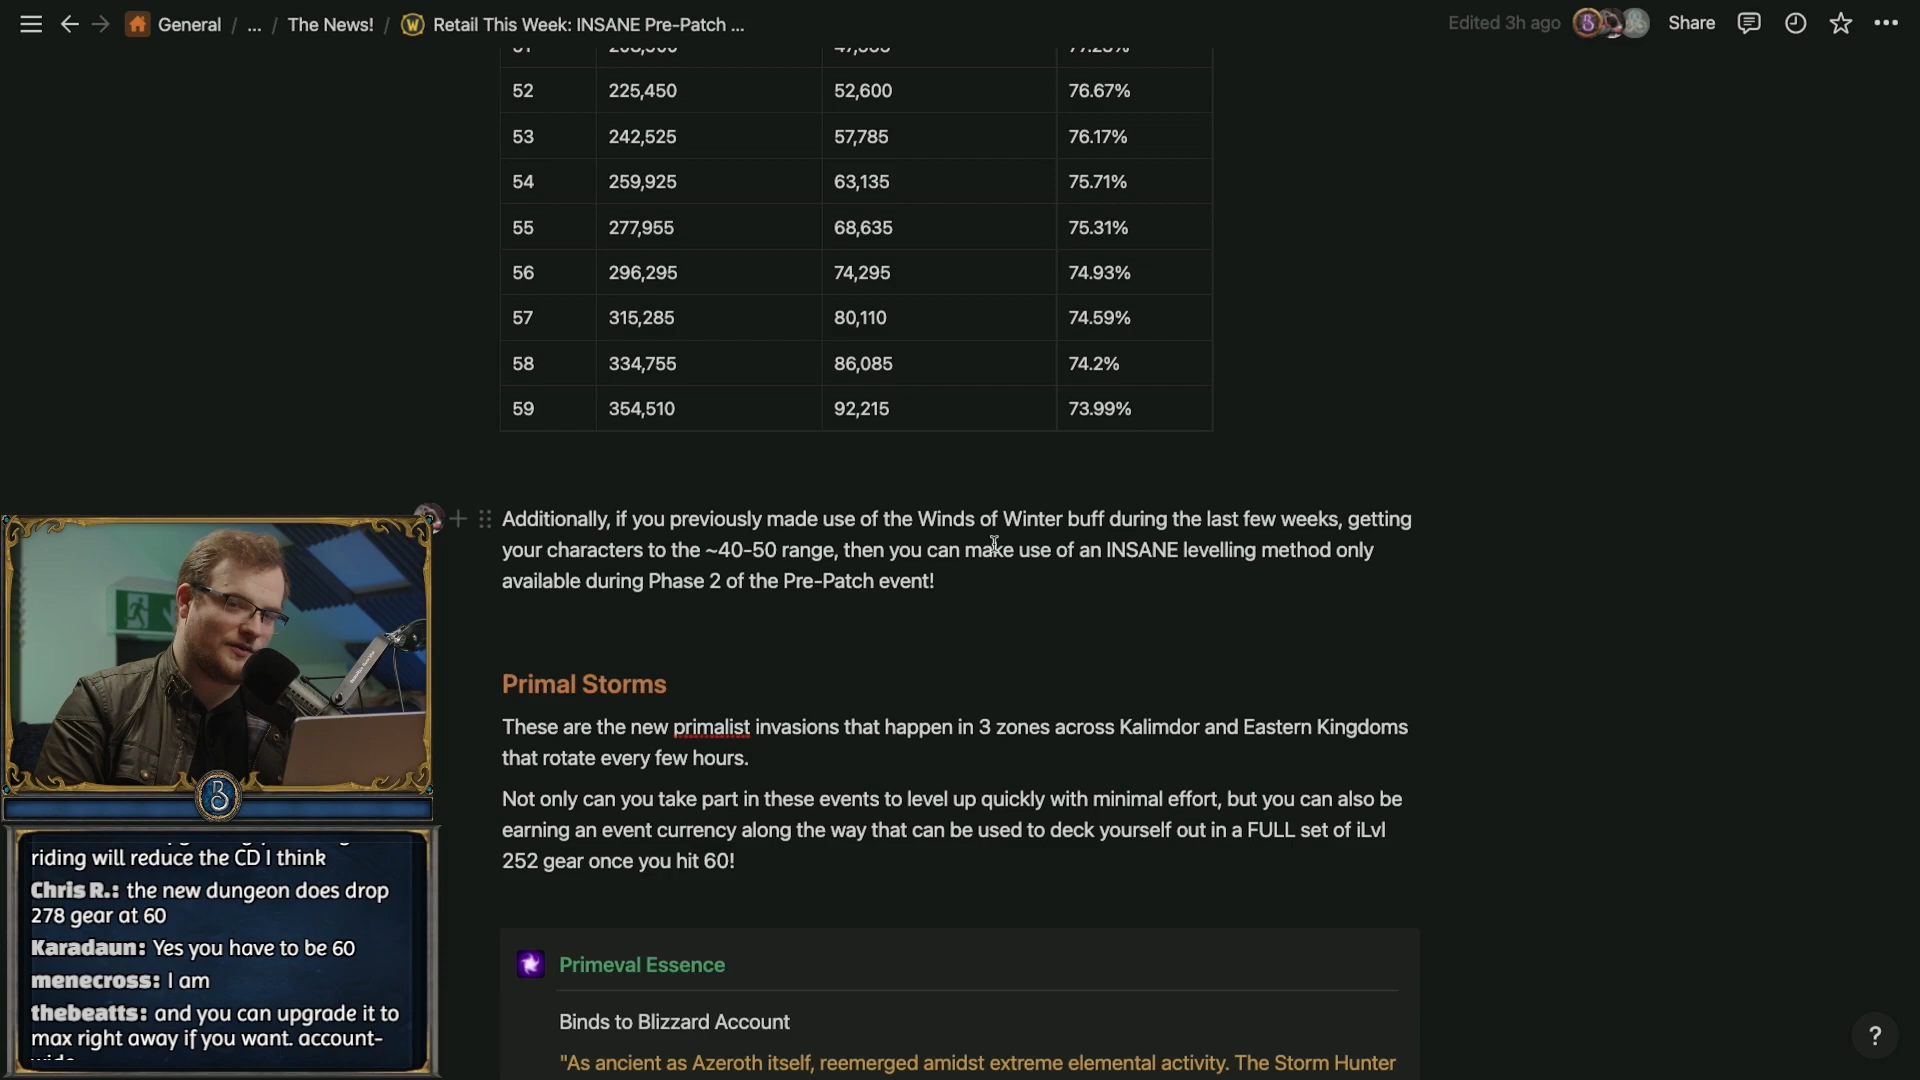 General / ... / The News! / Retail This Week: INSANE Pre-Patch ...
Edited 3h ago
Share
52 225,450 52,600 76.67%
53 242,525 57,785 76.17%
54 259,925 63,135 75.71%
55 277,955 68,635 75.31%
56 296,295 74,295 74.93%
57 315,285 80,110 74.59%
58 334,755 86,085 74.2%
59 354,510 92,215 73.99%
Additionally, if you previously made use of the Winds of Winter buff during the last few weeks, getting
your characters to the ~40-50 range, then you can make use of an INSANE levelling method only
available during Phase 2 of the Pre-Patch event!
Primal Storms
These are the new primalist invasions that happen in 3 zones across Kalimdor and Eastern Kingdoms
that rotate every few hours.
Not only can you take part in these events to level up quickly with minimal effort, but you can also be
earning an event currency along the way that can be used to deck yourself out in a FULL set of iLvl
252 gear once you hit 60!
Primeval Essence
Binds to Blizzard Account
"As ancient as Azeroth itself, reemerged amidst extreme elemental activity. The Storm Hunter
riding will reduce the CD I think
Chris R.: the new dungeon does drop
278 gear at 60
Karadaun: Yes you have to be 60
menecross: I am
thebeatts: and you can upgrade it to
max right away if you want. account-
?